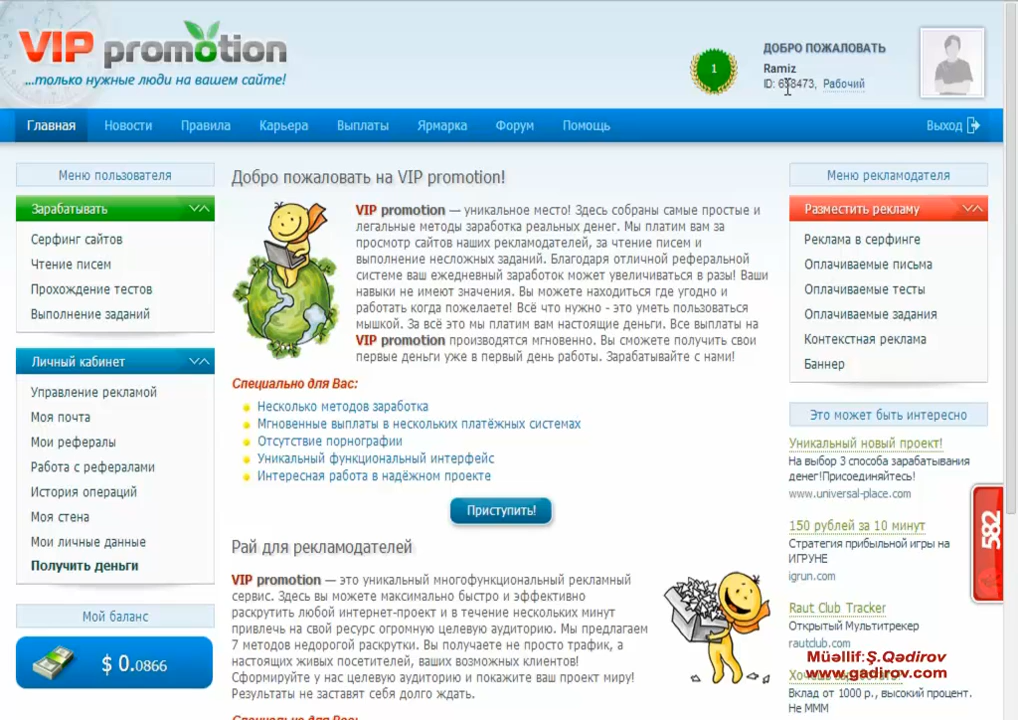 VIP promotion
...только нужные люди на вашем сайте!
1
ДОБРО ПОЖАЛОВАТЬ
Ramiz
ID: 658473, Рабочий
Главная Новости Правила Карьера Выплаты Ярмарка Форум Помощь Выход
Меню пользователя
Зарабатывать
Серфинг сайтов
Чтение писем
Прохождение тестов
Выполнение заданий
Личный кабинет
Управление рекламой
Моя почта
Мои рефералы
Работа с рефералами
История операций
Моя стена
Мои личные данные
Получить деньги
Мой баланс
$ 0.0866
Добро пожаловать на VIP promotion!
VIP promotion — уникальное место! Здесь собраны самые простые и
легальные методы заработка реальных денег. Мы платим вам за
просмотр сайтов наших рекламодателей, за чтение писем и
выполнение несложных заданий. Благодаря отличной реферальной
системе ваш ежедневный заработок может увеличиваться в разы! Ваши
навыки не имеют значения. Вы можете находиться где угодно и
работать когда пожелаете! Всё что нужно - это уметь пользоваться
мышкой. За всё это мы платим вам настоящие деньги. Все выплаты на
VIP promotion производятся мгновенно. Вы сможете получить свои
первые деньги уже в первый день работы. Зарабатывайте с нами!
Специально для Вас:
Несколько методов заработка
Мгновенные выплаты в нескольких платёжных системах
Отсутствие порнографии
Уникальный функциональный интерфейс
Интересная работа в надёжном проекте
Приступить!
Рай для рекламодателей
VIP promotion — это уникальный многофункциональный рекламный
сервис. Здесь вы можете максимально быстро и эффективно
раскрутить любой интернет-проект и в течение нескольких минут
привлечь на свой ресурс огромную целевую аудиторию. Мы предлагаем
7 методов недорогой раскрутки. Вы получаете не просто трафик, а
настоящих живых посетителей, ваших возможных клиентов!
Сформируйте у нас целевую аудиторию и покажите ваш проект миру!
Результаты не заставят себя долго ждать.
Специально для Вас:
Меню рекламодателя
Разместить рекламу
Реклама в серфинге
Оплачиваемые письма
Оплачиваемые тесты
Оплачиваемые задания
Контекстная реклама
Баннер
Это может быть интересно
Уникальный новый проект!
На выбор 3 способа зарабатывания
денег!Присоединяйтесь!
www.universal-place.com
150 рублей за 10 минут
Стратегия прибыльной игры на
ИГРУНЕ
igrun.com
Raut Club Tracker
Открытый Мультитрекер
rautclub.com
Müəllif:Ş.Qədirov
www.gadirov.com
Вклад от 1000 р., высокий процент.
Не МММ
582